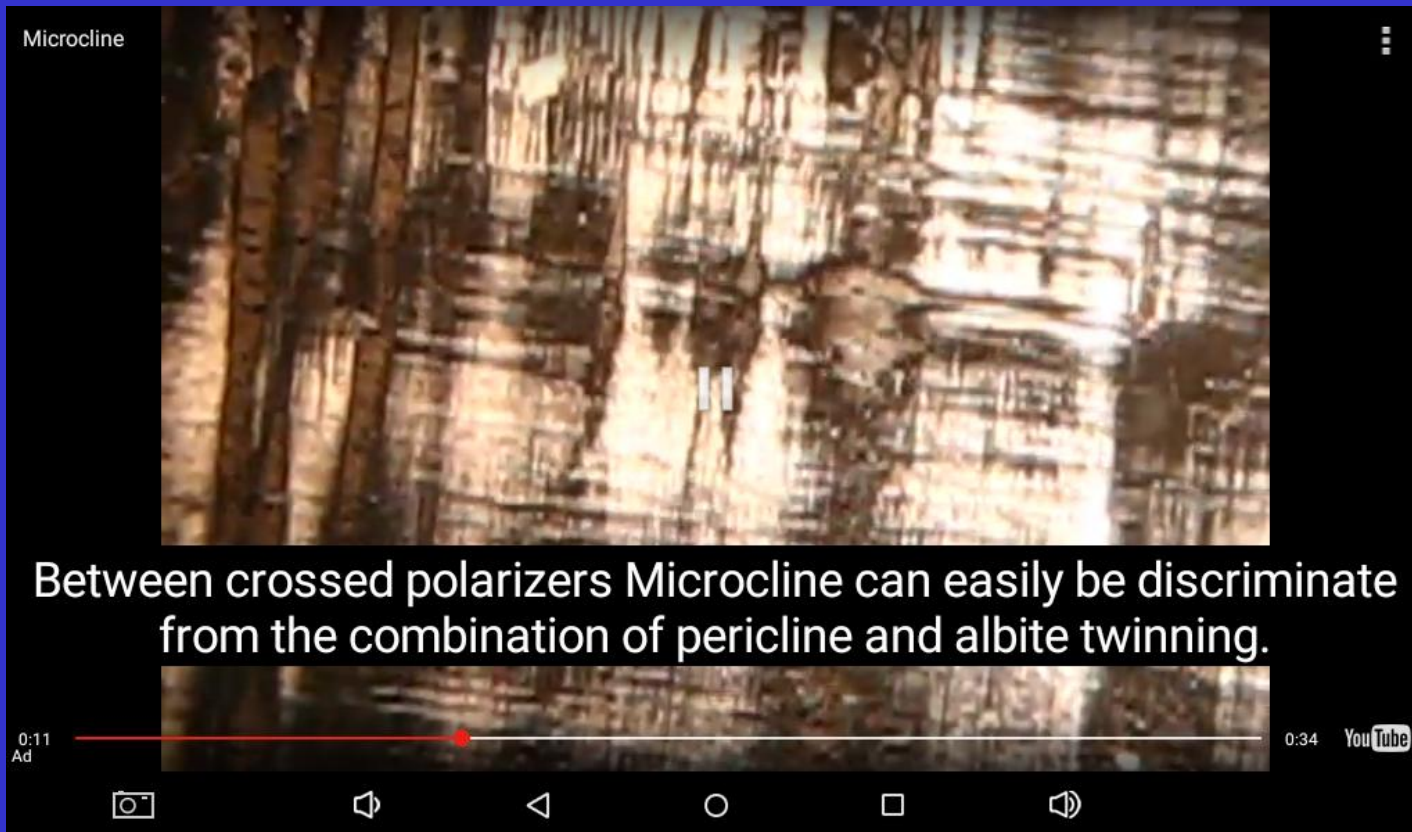 Microcline
Between crossed polarizers Microcline can easily be discriminate
from the combination of pericline and albite twinning.
0:11
Ad
0:34
YouTube